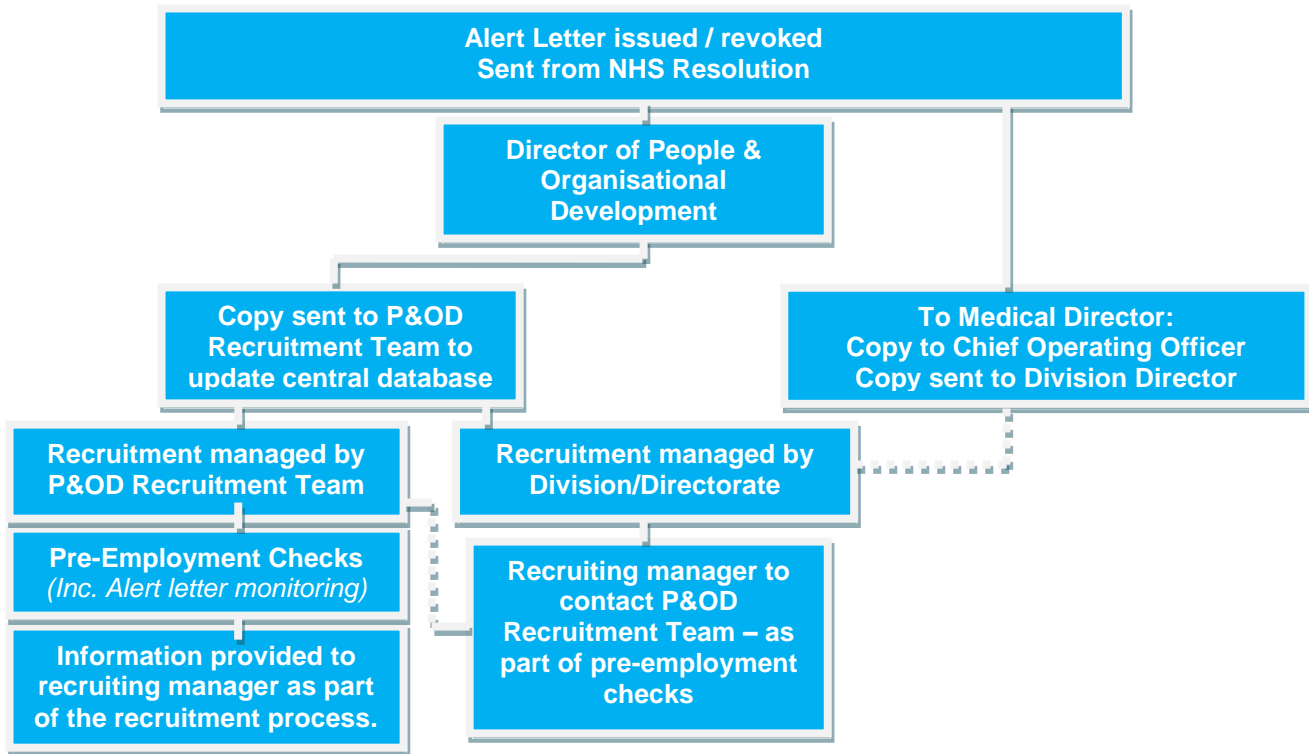 Alert Letter issued / revoked
Sent from NHS Resolution
Director of People &
Organisational
Development
Copy sent to P&OD
Recruitment Team to
update central database
To Medical Director:
Copy to Chief Operating Officer
Copy sent to Division Director
Recruitment managed by
P&OD Recruitment Team
Recruitment managed by
Division/Directorate
Pre-Employment Checks
(Inc. Alert letter monitoring)
Recruiting manager to
contact P&OD
Recruitment Team – as
part of pre-employment
checks
Information provided to
recruiting manager as part
of the recruitment process.